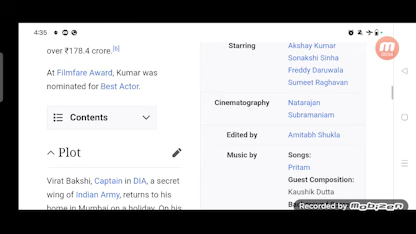 4:35
over ₹178.4 crore.[6]
At Filmfare Award, Kumar was
nominated for Best Actor.
Contents
Plot
Virat Bakshi, Captain in DIA, a secret
wing of Indian Army, returns to his
home in Mumbai on a holiday. On his
Starring
Akshay Kumar
Sonakshi Sinha
Freddy Daruwala
Sumeet Raghavan
Cinematography
Natarajan
Subramaniam
Edited by
Amitabh Shukla
Music by
Songs:
Pritam
Guest Composition:
Kaushik Dutta
Recorded by Mobizen